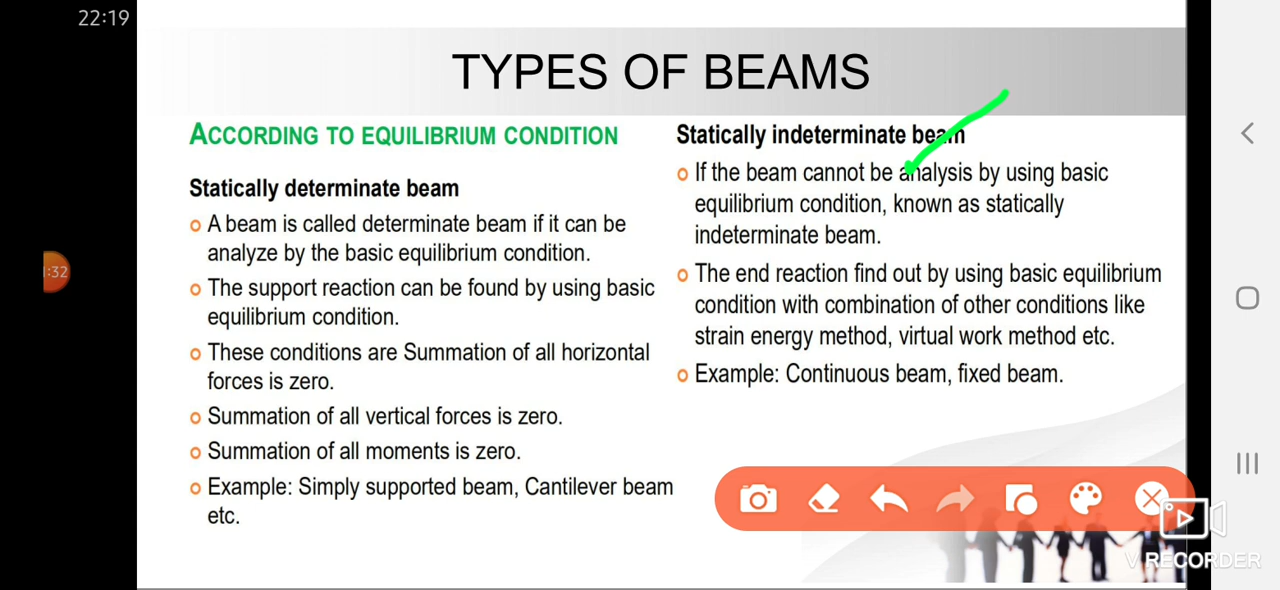 22:19
TYPES OF BEAMS
ACCORDING TO EQUILIBRIUM CONDITION
Statically determinate beam
A beam is called determinate beam if it can be
analyze by the basic equilibrium condition.
The support reaction can be found by using basic
equilibrium condition.
These conditions are Summation of all horizontal
forces is zero.
Summation of all vertical forces is zero.
Summation of all moments is zero.
Example: Simply supported beam, Cantilever beam
etc.
Statically indeterminate beam
If the beam cannot be analysis by using basic
equilibrium condition, known as statically
indeterminate beam.
The end reaction find out by using basic equilibrium
condition with combination of other conditions like
strain energy method, virtual work method etc.
Example: Continuous beam, fixed beam.
:32
V RECORDER